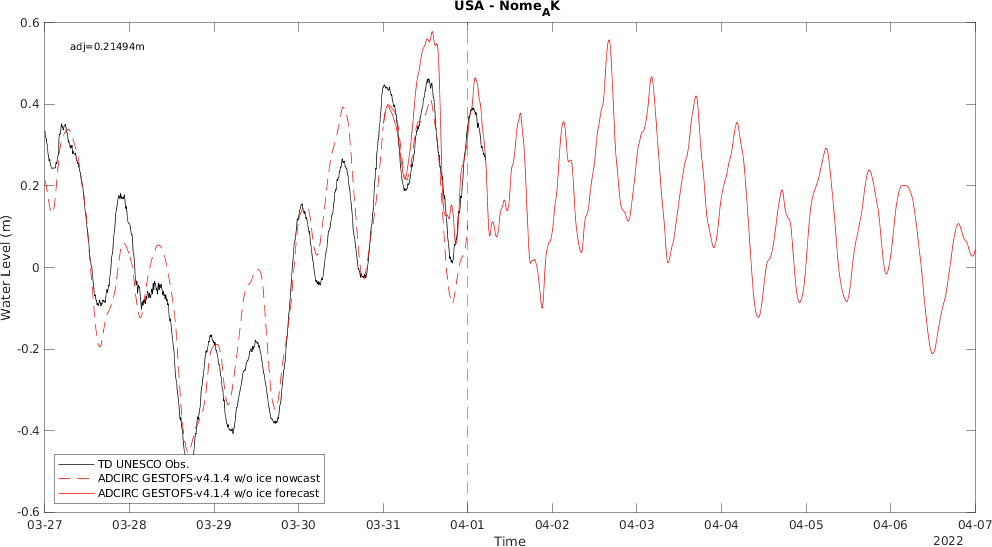 USA - Nome_AK
adj=0.21494m
0.6
0.4
0.2
0
-0.2
-0.4
-0.6
Water Level (m)
TD UNESCO Obs.
ADCIRC GESTOFS-v4.1.4 w/o ice nowcast
ADCIRC GESTOFS-v4.1.4 w/o ice forecast
03-27 03-28 03-29 03-30 03-31 04-01 04-02 04-03 04-04 04-05 04-06 04-07
Time
2022